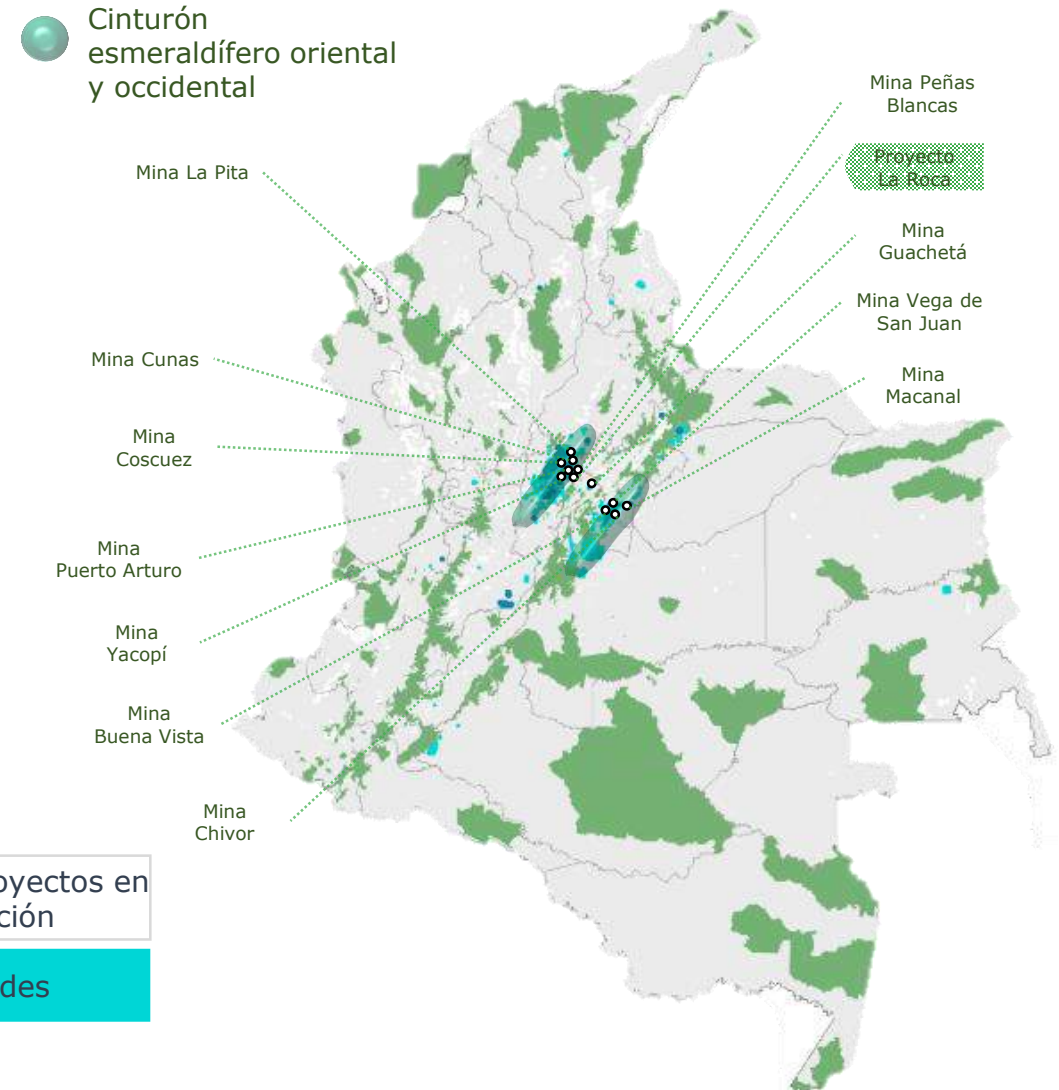 Cinturón
esmeraldífero oriental
y occidental
Mina Peñas
Blancas
Mina La Pita
Proyecto
La Roca
Mina
Guachetá
Mina Vega de
San Juan
Mina Cunas
Mina
Macanal
Mina
Coscuez
Mina
Puerto Arturo
Mina
Yacopí
Mina
Buena Vista
Mina
Chivor
oyectos en
ción
des